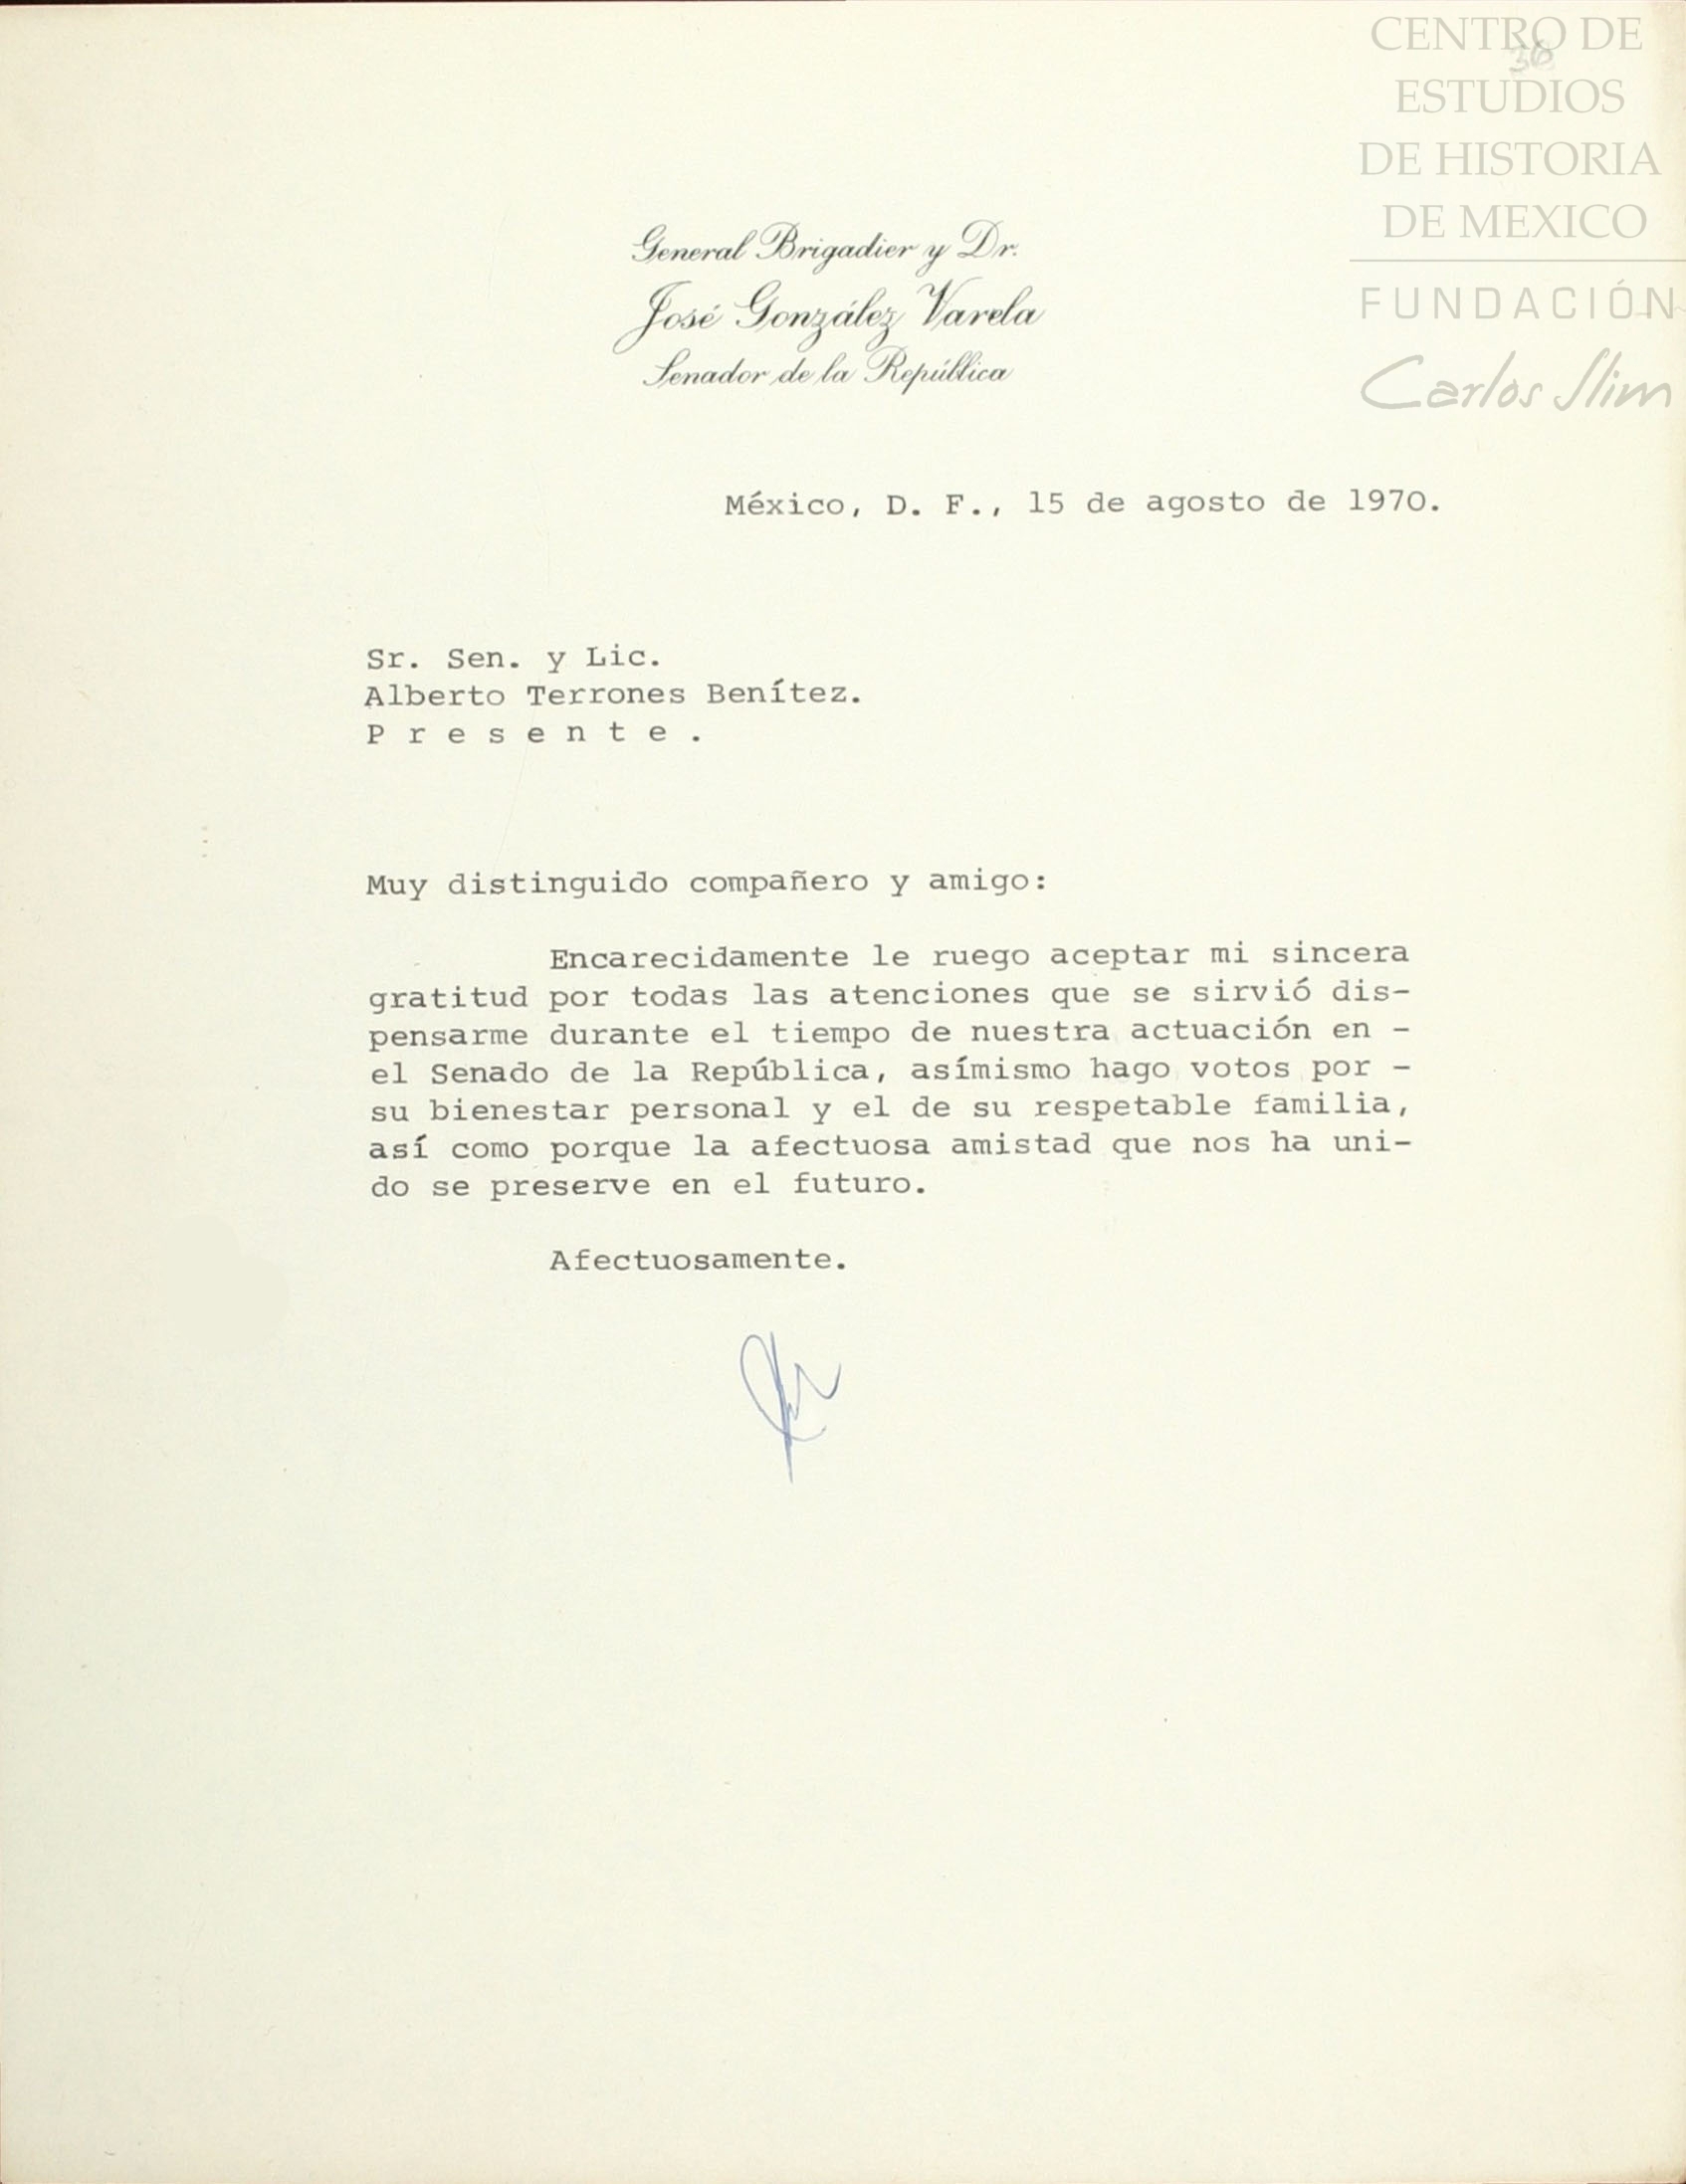 CENTRO DE
36
ESTUDIOS
DE HISTORIA
DE MEXICO
FUNDACIÓN
Carlos Slim
General Brigadier y Dr.
José González Varela
Senador de la República
México, D. F., 15 de agosto de 1970.
Sr. Sen. y Lic.
Alberto Terrones Benítez.
P r e s e n t e .
Muy distinguido compañero y amigo:
Encarecidamente le ruego aceptar mi sincera
gratitud por todas las atenciones que se sirvió dis-
pensarme durante el tiempo de nuestra actuación en -
el Senado de la República, asímismo hago votos por -
su bienestar personal y el de su respetable familia,
así como porque la afectuosa amistad que nos ha uni-
do se preserve en el futuro.
Afectuosamente.